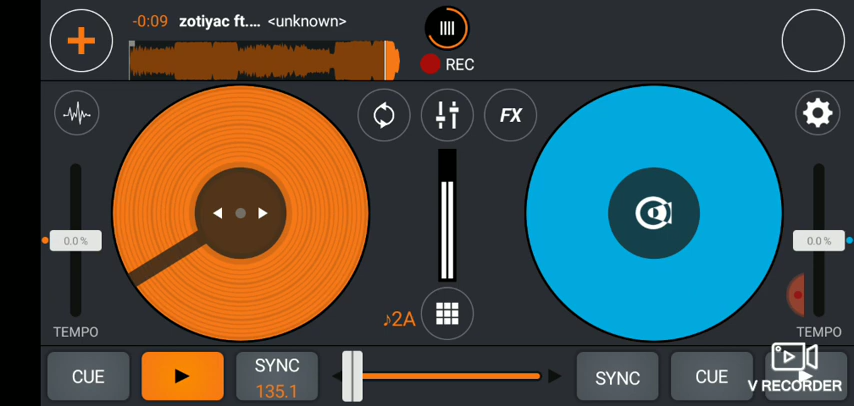 -0:09 zotiyac ft.... <unknown>
REC
FX
0.0 %
0.0 %
♪2A
TEMPO
TEMPO
CUE
SYNC
135.1
SYNC
CUE
V RECORDER